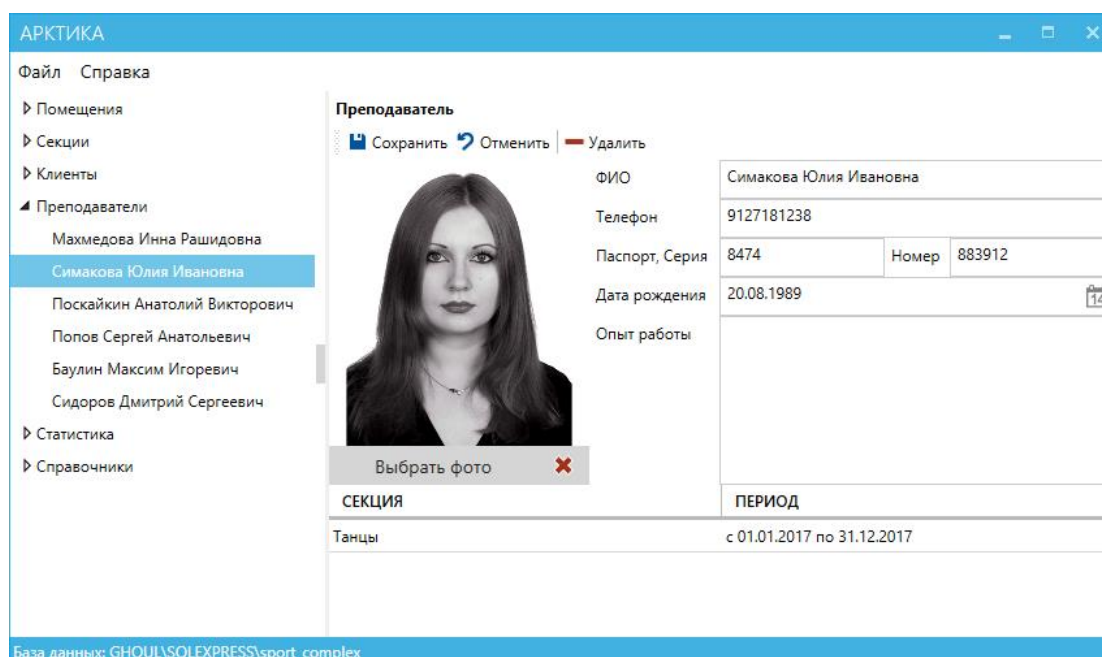 АРКТИКА
Файл Справка
Помещения
Секции
Клиенты
Преподаватели
Махмедова Инна Рашидовна
Симакова Юлия Ивановна
Поскайкин Анатолий Викторович
Попов Сергей Анатольевич
Баулин Максим Игоревич
Сидоров Дмитрий Сергеевич
Статистика
Справочники
Преподаватель
Сохранить Отменить Удалить
ФИО Симакова Юлия Ивановна
Телефон 9127181238
Паспорт, Серия 8474 Номер 883912
Дата рождения 20.08.1989 14
Опыт работы
Выбрать фото
СЕКЦИЯ ПЕРИОД
Танцы с 01.01.2017 по 31.12.2017
База данных: GHOUL\SQLEXPRESS\sport_complex